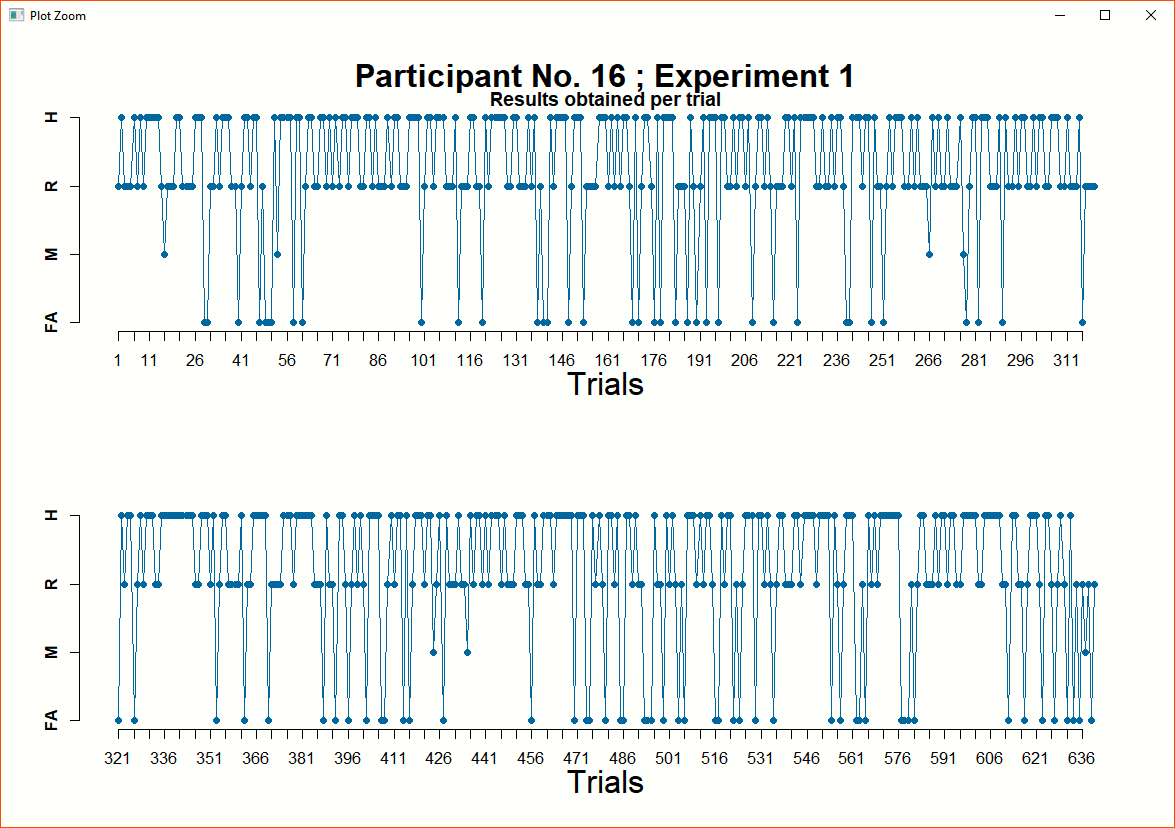 Plot Zoom
Participant No. 16 ; Experiment 1
Results obtained per trial
H
R
M
FA
1 11 26 41 56 71 86 101 116 131 146 161 176 191 206 221 236 251 266 281 296 311
Trials
H
R
M
FA
321 336 351 366 381 396 411 426 441 456 471 486 501 516 531 546 561 576 591 606 621 636
Trials